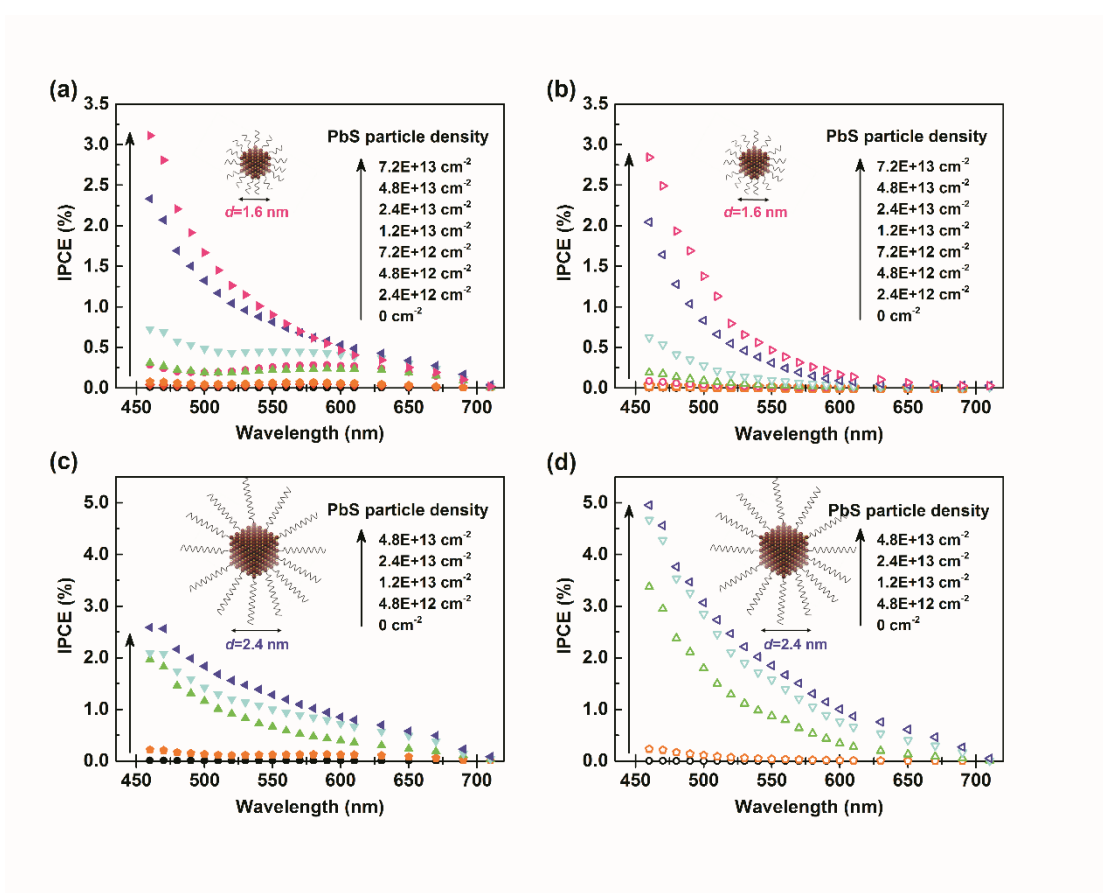 (a)
3.5
3.0
2.5
2.0
1.5
1.0
0.5
0.0
IPCE (%)
450 500 550 600 650 700
Wavelength (nm)
d=1.6 nm
PbS particle density
7.2E+13 cm⁻²
4.8E+13 cm⁻²
2.4E+13 cm⁻²
1.2E+13 cm⁻²
7.2E+12 cm⁻²
4.8E+12 cm⁻²
2.4E+12 cm⁻²
0 cm⁻²
(b)
3.5
3.0
2.5
2.0
1.5
1.0
0.5
0.0
IPCE (%)
450 500 550 600 650 700
Wavelength (nm)
d=1.6 nm
PbS particle density
7.2E+13 cm⁻²
4.8E+13 cm⁻²
2.4E+13 cm⁻²
1.2E+13 cm⁻²
7.2E+12 cm⁻²
4.8E+12 cm⁻²
2.4E+12 cm⁻²
0 cm⁻²
(c)
5.0
4.0
3.0
2.0
1.0
0.0
IPCE (%)
450 500 550 600 650 700
Wavelength (nm)
d=2.4 nm
PbS particle density
4.8E+13 cm⁻²
2.4E+13 cm⁻²
1.2E+13 cm⁻²
4.8E+12 cm⁻²
0 cm⁻²
(d)
5.0
4.0
3.0
2.0
1.0
0.0
IPCE (%)
450 500 550 600 650 700
Wavelength (nm)
d=2.4 nm
PbS particle density
4.8E+13 cm⁻²
2.4E+13 cm⁻²
1.2E+13 cm⁻²
4.8E+12 cm⁻²
0 cm⁻²